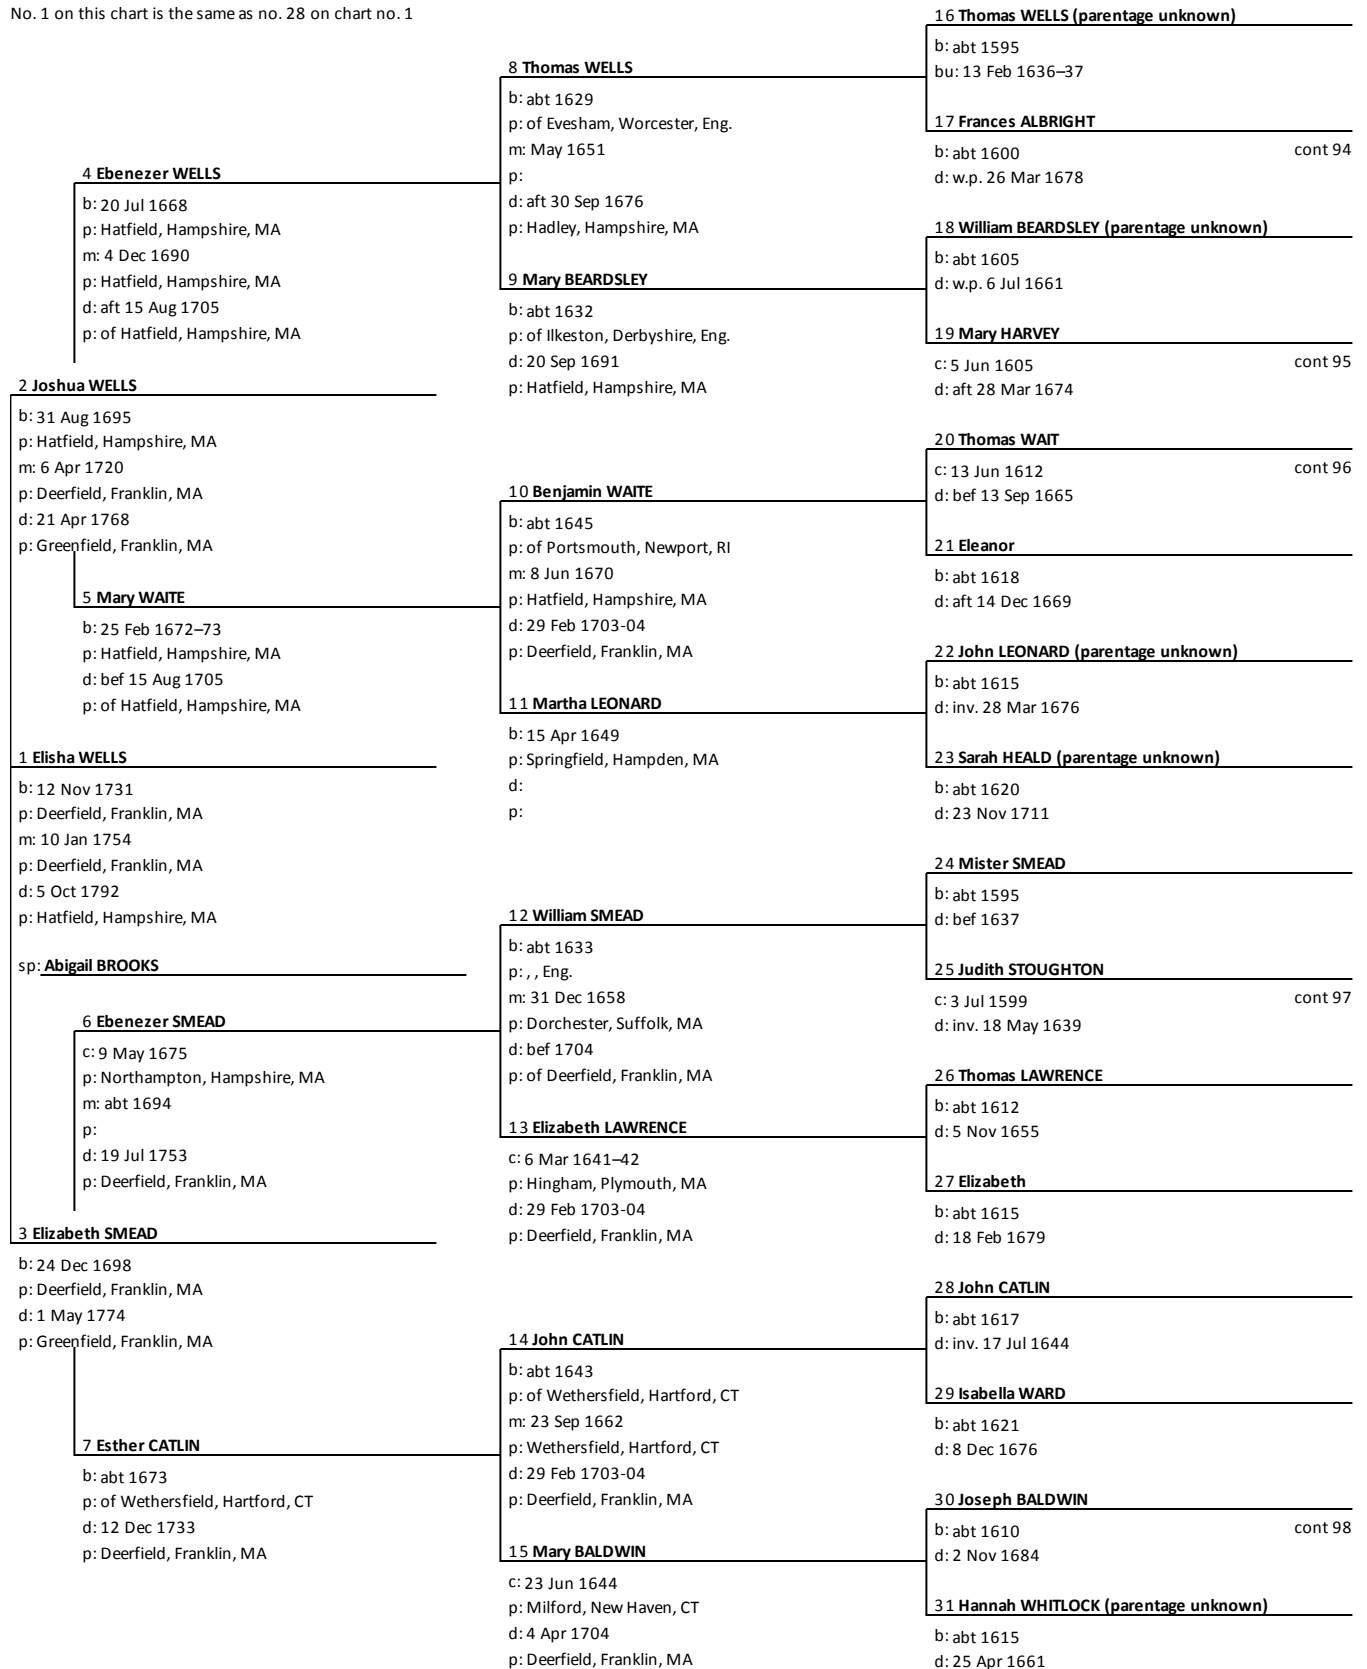 No. 1 on this chart is the same as no. 28 on chart no. 1
16 Thomas WELLS (parentage unknown)
b: abt 1595
bu: 13 Feb 1636–37
8 Thomas WELLS
b: abt 1629
p: of Evesham, Worcester, Eng.
m: May 1651
p:
d: aft 30 Sep 1676
p: Hadley, Hampshire, MA
17 Frances ALBRIGHT
b: abt 1600 cont 94
d: w.p. 26 Mar 1678
4 Ebenezer WELLS
b: 20 Jul 1668
p: Hatfield, Hampshire, MA
m: 4 Dec 1690
p: Hatfield, Hampshire, MA
d: aft 15 Aug 1705
p: of Hatfield, Hampshire, MA
18 William BEARDSLEY (parentage unknown)
b: abt 1605
d: w.p. 6 Jul 1661
9 Mary BEARDSLEY
b: abt 1632
p: of Ilkeston, Derbyshire, Eng.
d: 20 Sep 1691
p: Hatfield, Hampshire, MA
19 Mary HARVEY
c: 5 Jun 1605 cont 95
d: aft 28 Mar 1674
2 Joshua WELLS
b: 31 Aug 1695
p: Hatfield, Hampshire, MA
m: 6 Apr 1720
p: Deerfield, Franklin, MA
d: 21 Apr 1768
p: Greenfield, Franklin, MA
20 Thomas WAIT
c: 13 Jun 1612 cont 96
d: bef 13 Sep 1665
10 Benjamin WAITE
b: abt 1645
p: of Portsmouth, Newport, RI
m: 8 Jun 1670
p: Hatfield, Hampshire, MA
d: 29 Feb 1703-04
p: Deerfield, Franklin, MA
21 Eleanor
b: abt 1618
d: aft 14 Dec 1669
5 Mary WAITE
b: 25 Feb 1672–73
p: Hatfield, Hampshire, MA
d: bef 15 Aug 1705
p: of Hatfield, Hampshire, MA
22 John LEONARD (parentage unknown)
b: abt 1615
d: inv. 28 Mar 1676
11 Martha LEONARD
b: 15 Apr 1649
p: Springfield, Hampden, MA
d:
p:
23 Sarah HEALD (parentage unknown)
b: abt 1620
d: 23 Nov 1711
1 Elisha WELLS
b: 12 Nov 1731
p: Deerfield, Franklin, MA
m: 10 Jan 1754
p: Deerfield, Franklin, MA
d: 5 Oct 1792
p: Hatfield, Hampshire, MA
sp: Abigail BROOKS
24 Mister SMEAD
b: abt 1595
d: bef 1637
12 William SMEAD
b: abt 1633
p: , , Eng.
m: 31 Dec 1658
p: Dorchester, Suffolk, MA
d: bef 1704
p: of Deerfield, Franklin, MA
25 Judith STOUGHTON
c: 3 Jul 1599 cont 97
d: inv. 18 May 1639
6 Ebenezer SMEAD
c: 9 May 1675
p: Northampton, Hampshire, MA
m: abt 1694
p:
d: 19 Jul 1753
p: Deerfield, Franklin, MA
26 Thomas LAWRENCE
b: abt 1612
d: 5 Nov 1655
13 Elizabeth LAWRENCE
c: 6 Mar 1641–42
p: Hingham, Plymouth, MA
d: 29 Feb 1703-04
p: Deerfield, Franklin, MA
27 Elizabeth
b: abt 1615
d: 18 Feb 1679
3 Elizabeth SMEAD
b: 24 Dec 1698
p: Deerfield, Franklin, MA
d: 1 May 1774
p: Greenfield, Franklin, MA
28 John CATLIN
b: abt 1617
d: inv. 17 Jul 1644
14 John CATLIN
b: abt 1643
p: of Wethersfield, Hartford, CT
m: 23 Sep 1662
p: Wethersfield, Hartford, CT
d: 29 Feb 1703-04
p: Deerfield, Franklin, MA
29 Isabella WARD
b: abt 1621
d: 8 Dec 1676
7 Esther CATLIN
b: abt 1673
p: of Wethersfield, Hartford, CT
d: 12 Dec 1733
p: Deerfield, Franklin, MA
30 Joseph BALDWIN
b: abt 1610 cont 98
d: 2 Nov 1684
15 Mary BALDWIN
c: 23 Jun 1644
p: Milford, New Haven, CT
d: 4 Apr 1704
p: Deerfield, Franklin, MA
31 Hannah WHITLOCK (parentage unknown)
b: abt 1615
d: 25 Apr 1661